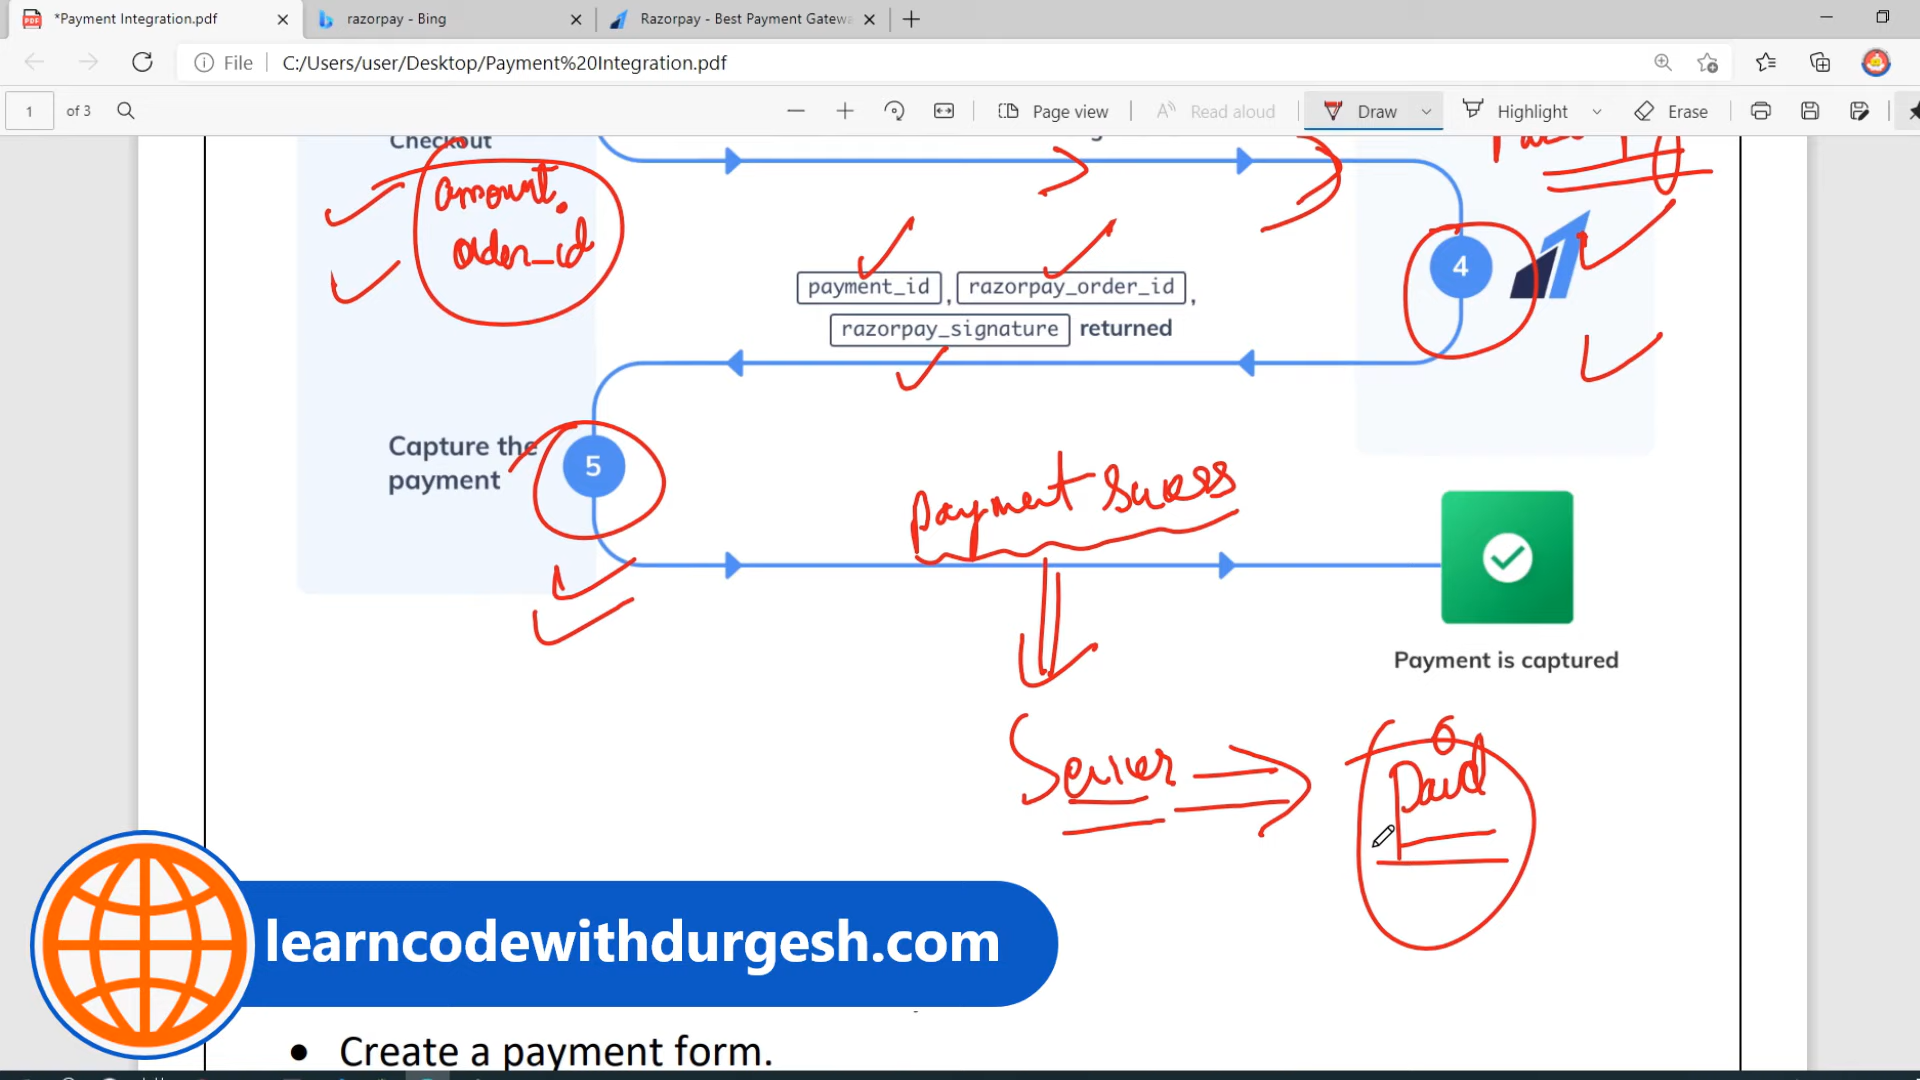 *Payment Integration.pdf
razorpay - Bing
Razorpay - Best Payment Gatewa
File
C:/Users/user/Desktop/Payment%20Integration.pdf
1
of 3
Page view
Read aloud
Draw
Highlight
Erase
Checkout
amount.
order_id
4
payment_id , razorpay_order_id ,
razorpay_signature returned
Capture the
payment
5
payment sucess
Payment is captured
Server
Paid
learncodewithdurgesh.com
• Create a payment form.